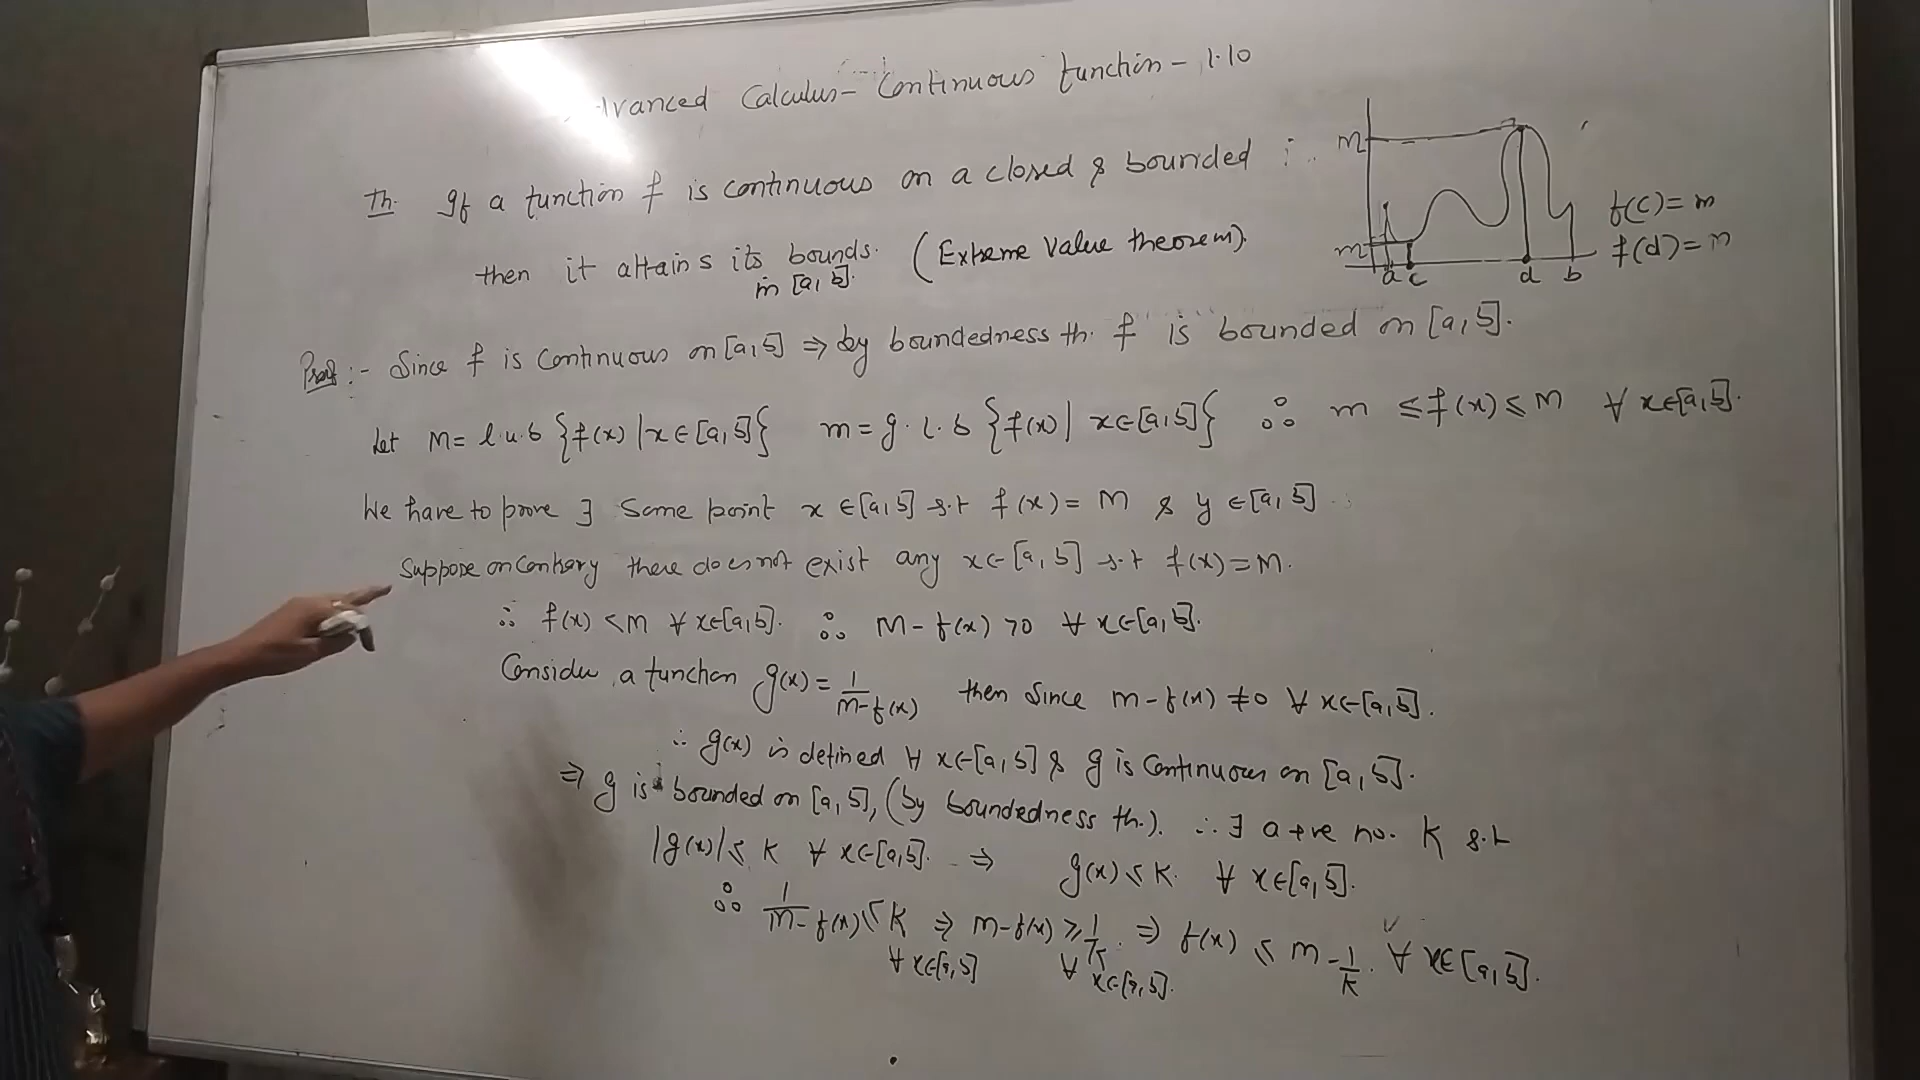 dvanced Calculus - Continuous function - 1.10
Th. If a function f is continuous on a closed & bounded
then it attains its bounds. (Extreme Value theorem).
in [a, b].
M
m
a c d b
f(c) = m
f(d) = M
Proof :- Since f is Continuous on [a, b] ⇒ by boundedness th. f is bounded on [a, b].
Let M = l.u.b {f(x) | x ∈ [a, b]} m = g.l.b {f(x) | x ∈ [a, b]} ∴ m ≤ f(x) ≤ M ∀ x ∈ [a, b].
We have to prove ∃ Some point x ∈ [a, b] s.t f(x) = M & y ∈ [a, b]
Suppose on Contrary there does not exist any x ∈ [a, b] s.t f(x) = M.
∴ f(x) < M ∀ x ∈ [a, b]. ∴ M - f(x) > 0 ∀ x ∈ [a, b].
Consider a function g(x) = 1/(M - f(x)) then Since M - f(x) ≠ 0 ∀ x ∈ [a, b].
∴ g(x) is defined ∀ x ∈ [a, b] & g is Continuous on [a, b].
⇒ g is bounded on [a, b], (by boundedness th.). ∴ ∃ a +ve no. K s.t
|g(x)| ≤ K ∀ x ∈ [a, b]. ⇒ g(x) ≤ K. ∀ x ∈ [a, b].
∴ 1/(M - f(x)) ≤ K ⇒ M - f(x) ≥ 1/K. ⇒ f(x) ≤ M - 1/K. ∀ x ∈ [a, b].
∀ x ∈ [a, b] ∀ x ∈ [a, b].